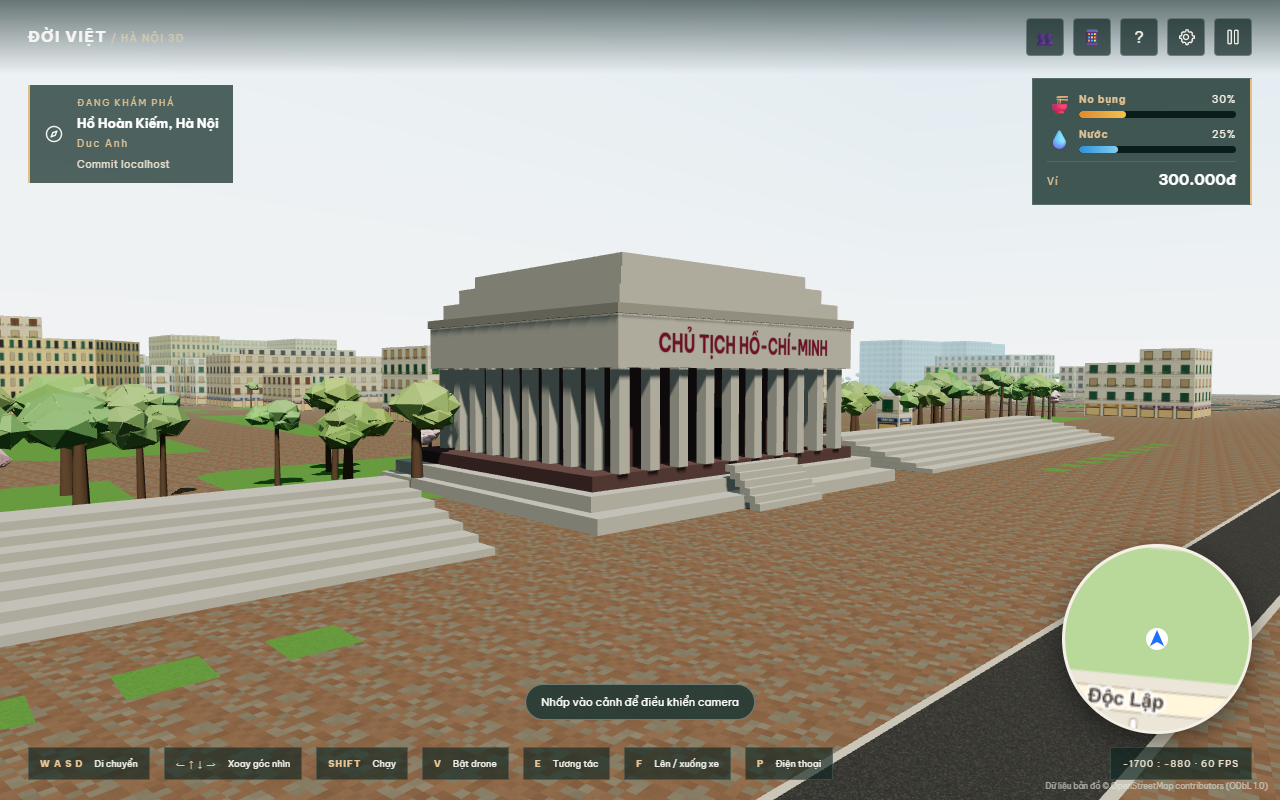 ĐỜI VIỆT / HÀ NỘI 3D
?
ĐANG KHÁM PHÁ
Hồ Hoàn Kiếm, Hà Nội
Duc Anh
Commit localhost
No bụng 30%
Nước 25%
Ví 300.000đ
CHỦ TỊCH HỒ-CHÍ-MINH
Độc Lập
Nhấp vào cảnh để điều khiển camera
W A S D Di chuyển
←↑↓→ Xoay góc nhìn
SHIFT Chạy
V Bật drone
E Tương tác
F Lên / xuống xe
P Điện thoại
-1700 : -880 · 60 FPS
Dữ liệu bản đồ © OpenStreetMap contributors (ODbL 1.0)